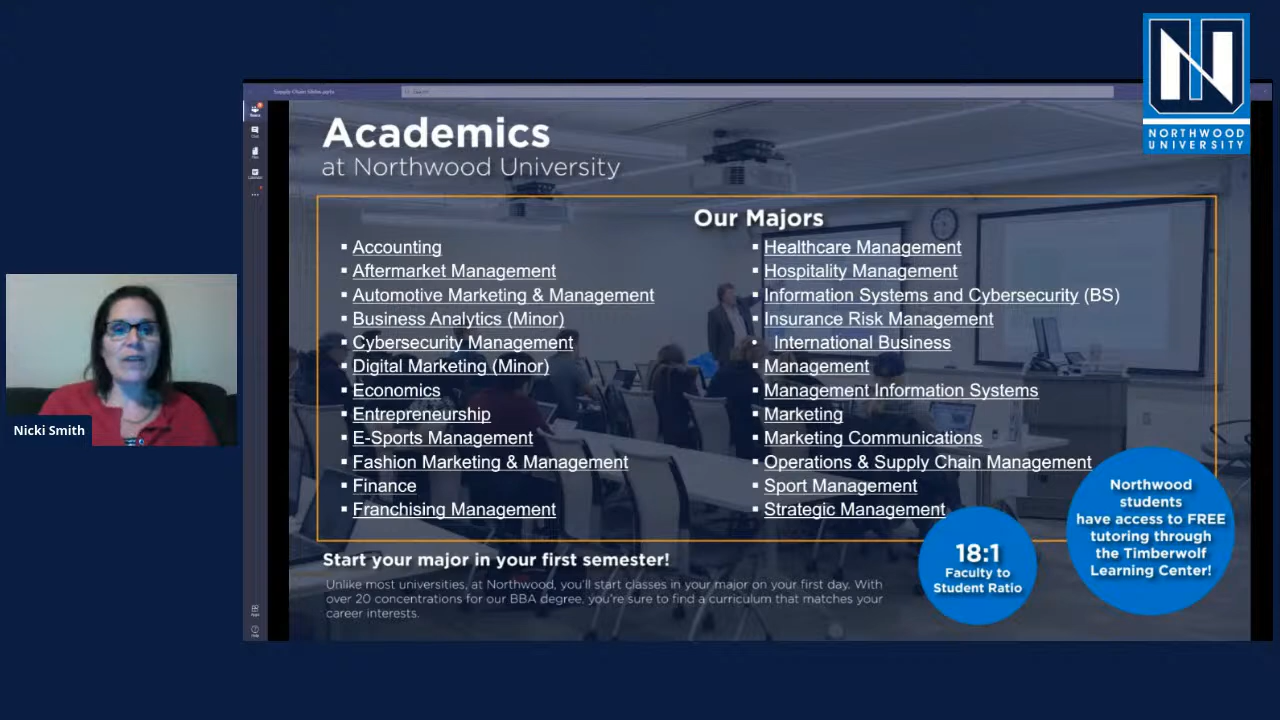 NORTHWOOD
UNIVERSITY
Supply Chain Slides.pptx
Academics
at Northwood University
Our Majors
▪ Accounting
▪ Aftermarket Management
▪ Automotive Marketing & Management
▪ Business Analytics (Minor)
▪ Cybersecurity Management
▪ Digital Marketing (Minor)
▪ Economics
▪ Entrepreneurship
▪ E-Sports Management
▪ Fashion Marketing & Management
▪ Finance
▪ Franchising Management
▪ Healthcare Management
▪ Hospitality Management
▪ Information Systems and Cybersecurity (BS)
▪ Insurance Risk Management
• International Business
▪ Management
▪ Management Information Systems
▪ Marketing
▪ Marketing Communications
▪ Operations & Supply Chain Management
▪ Sport Management
▪ Strategic Management
Start your major in your first semester!
Unlike most universities, at Northwood, you'll start classes in your major on your first day. With
over 20 concentrations for our BBA degree, you're sure to find a curriculum that matches your
career interests.
18:1
Faculty to
Student Ratio
Northwood
students
have access to FREE
tutoring through
the Timberwolf
Learning Center!
Nicki Smith